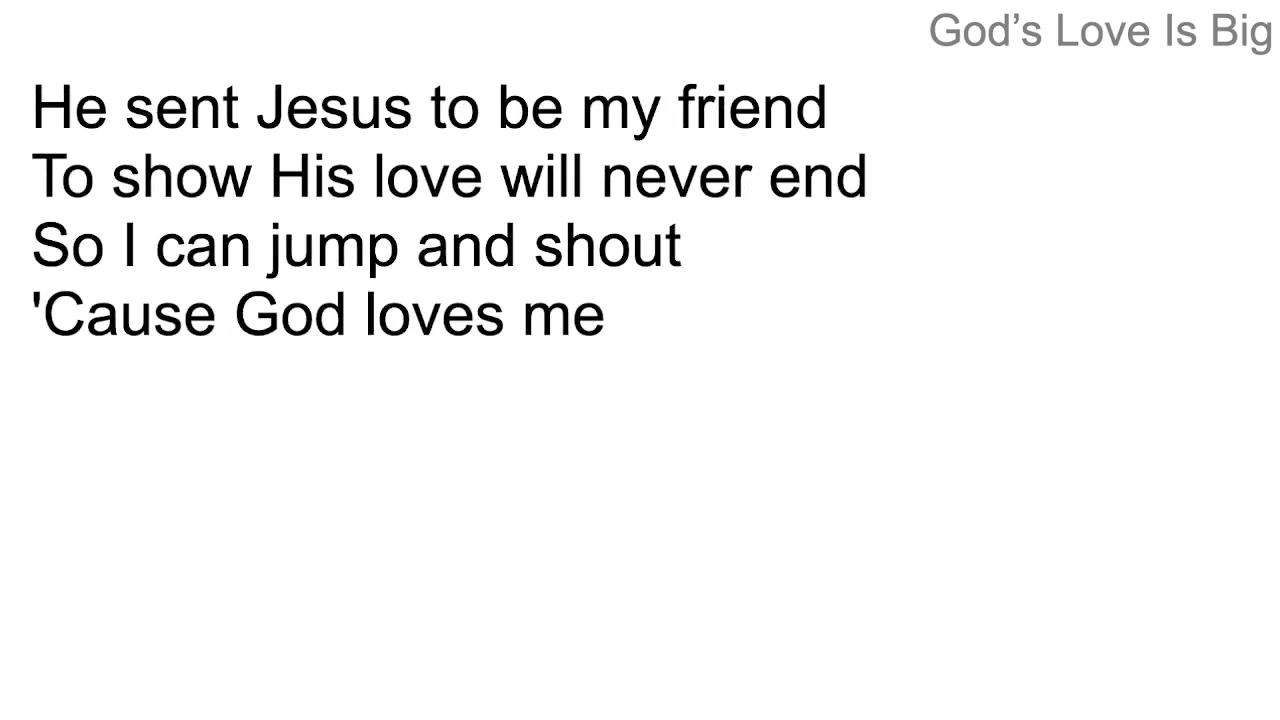 God’s Love Is Big
He sent Jesus to be my friend
To show His love will never end
So I can jump and shout
'Cause God loves me